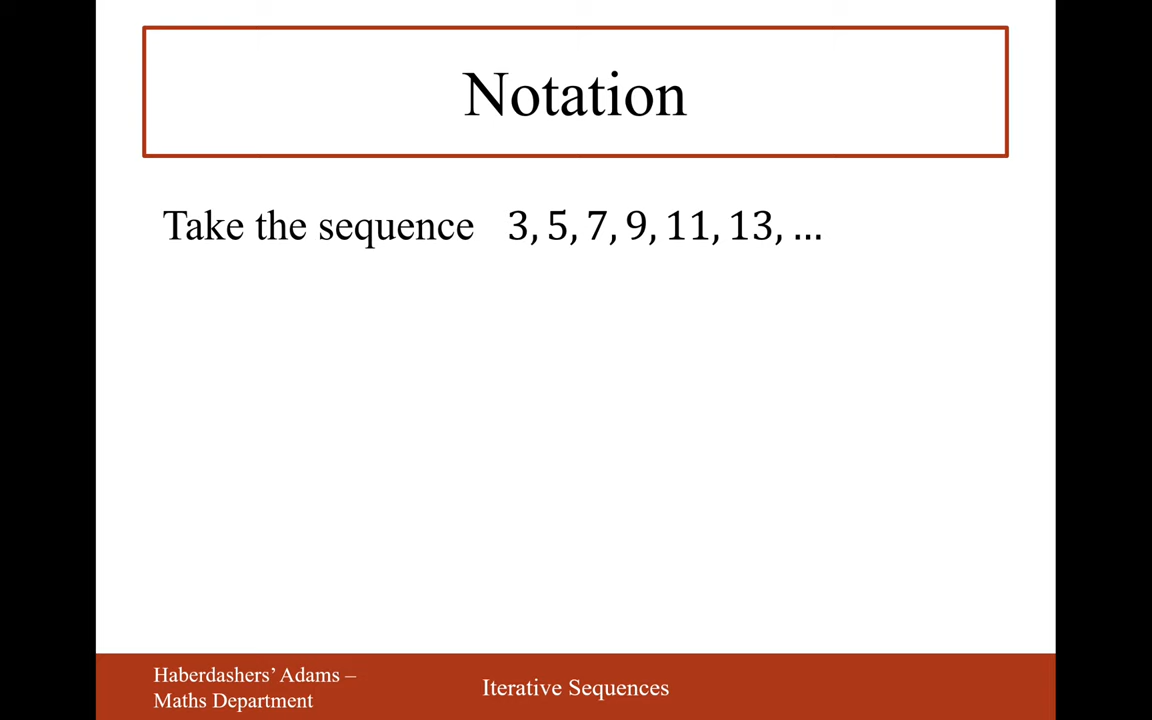 Notation
Take the sequence 3, 5, 7, 9, 11, 13, …
Haberdashers’ Adams –
Maths Department
Iterative Sequences